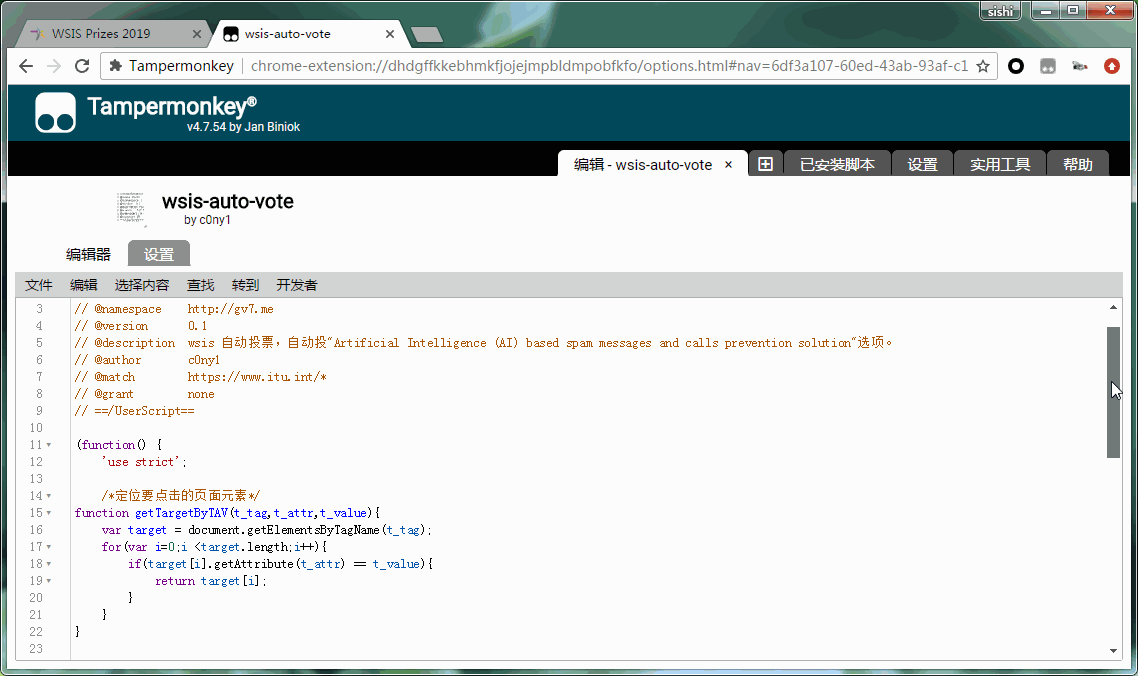 sishi
WSIS Prizes 2019
wsis-auto-vote
Tampermonkey chrome-extension://dhdgffkkebhmkfjojejmpbldmpobfkfo/options.html#nav=6df3a107-60ed-43ab-93af-c1
Tampermonkey®
v4.7.54 by Jan Biniok
编辑 - wsis-auto-vote × 已安装脚本 设置 实用工具 帮助
wsis-auto-vote
by c0ny1
编辑器 设置
文件 编辑 选择内容 查找 转到 开发者
3 // @namespace http://gv7.me
4 // @version 0.1
5 // @description wsis 自动投票，自动投"Artificial Intelligence (AI) based spam messages and calls prevention solution"选项。
6 // @author c0ny1
7 // @match https://www.itu.int/*
8 // @grant none
9 // ==/UserScript==
10
11 (function() {
12 'use strict';
13
14 /*定位要点击的页面元素*/
15 function getTargetByTAV(t_tag,t_attr,t_value){
16 var target = document.getElementsByTagName(t_tag);
17 for(var i=0;i <target.length;i++){
18 if(target[i].getAttribute(t_attr) == t_value){
19 return target[i];
20 }
21 }
22 }
23